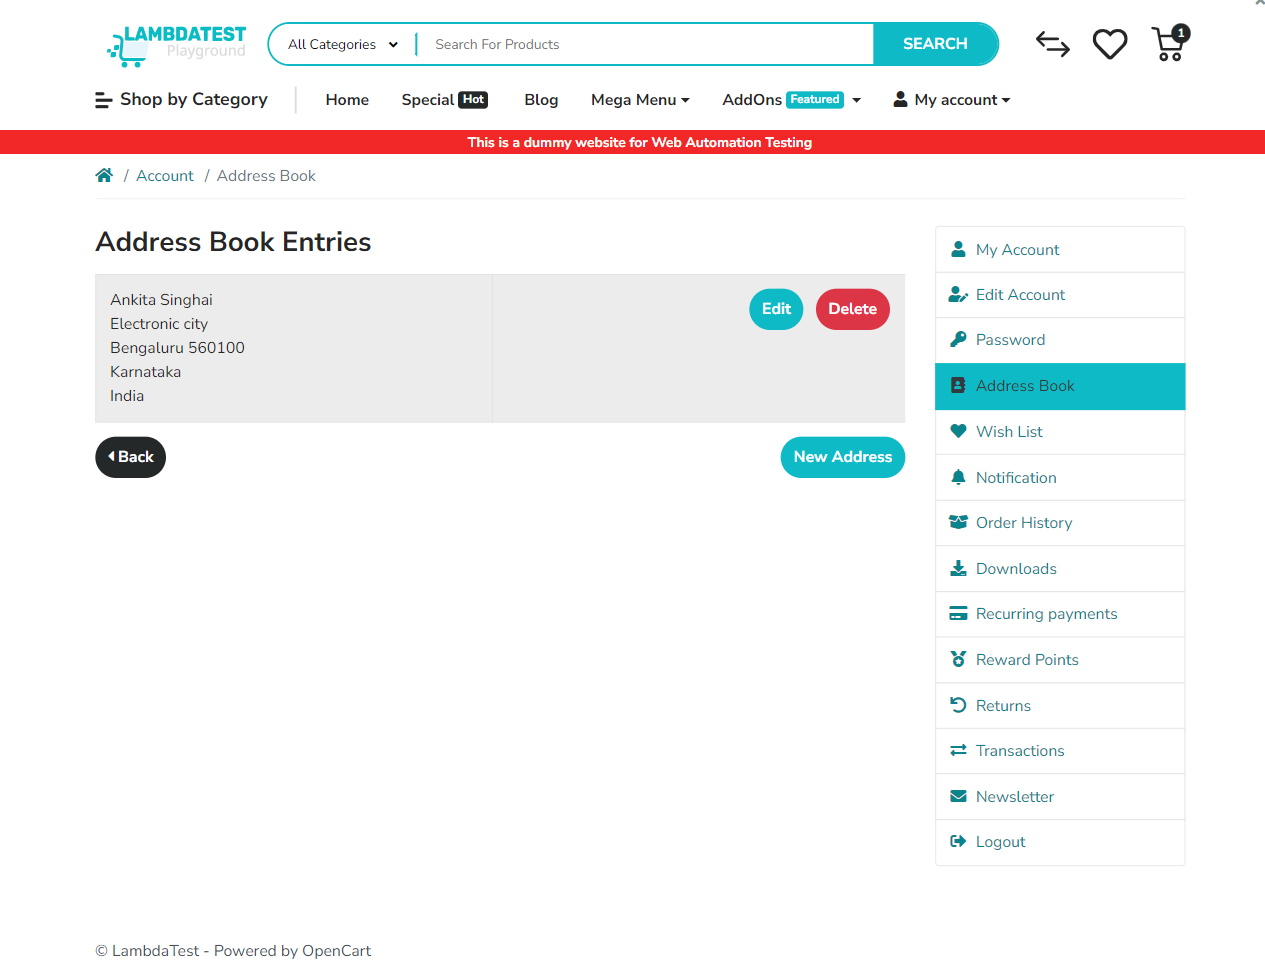 LAMBDATEST
Playground
All Categories
Search For Products
SEARCH
1
Shop by Category
Home
Special Hot
Blog
Mega Menu
AddOns Featured
My account
This is a dummy website for Web Automation Testing
/ Account / Address Book
Address Book Entries
Ankita Singhai
Electronic city
Bengaluru 560100
Karnataka
India
Edit
Delete
Back
New Address
My Account
Edit Account
Password
Address Book
Wish List
Notification
Order History
Downloads
Recurring payments
Reward Points
Returns
Transactions
Newsletter
Logout
© LambdaTest - Powered by OpenCart